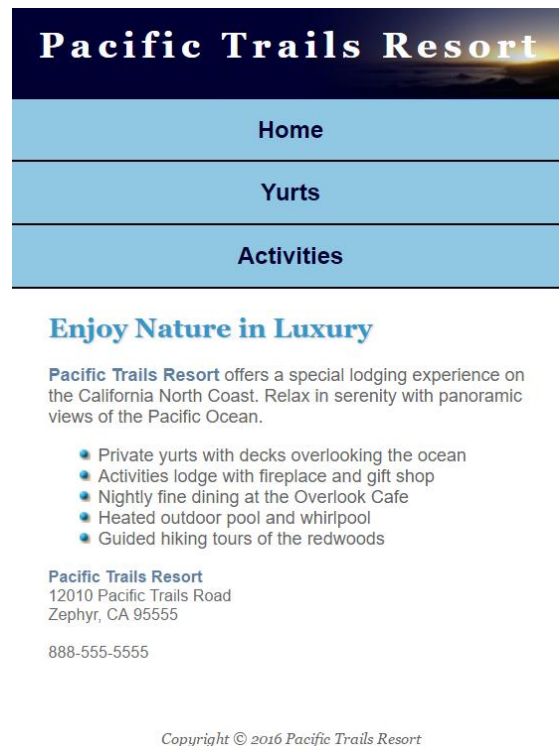 Pacific Trails Resort
Home
Yurts
Activities
Enjoy Nature in Luxury
Pacific Trails Resort offers a special lodging experience on
the California North Coast. Relax in serenity with panoramic
views of the Pacific Ocean.
Private yurts with decks overlooking the ocean
Activities lodge with fireplace and gift shop
Nightly fine dining at the Overlook Cafe
Heated outdoor pool and whirlpool
Guided hiking tours of the redwoods
Pacific Trails Resort
12010 Pacific Trails Road
Zephyr, CA 95555
888-555-5555
Copyright © 2016 Pacific Trails Resort